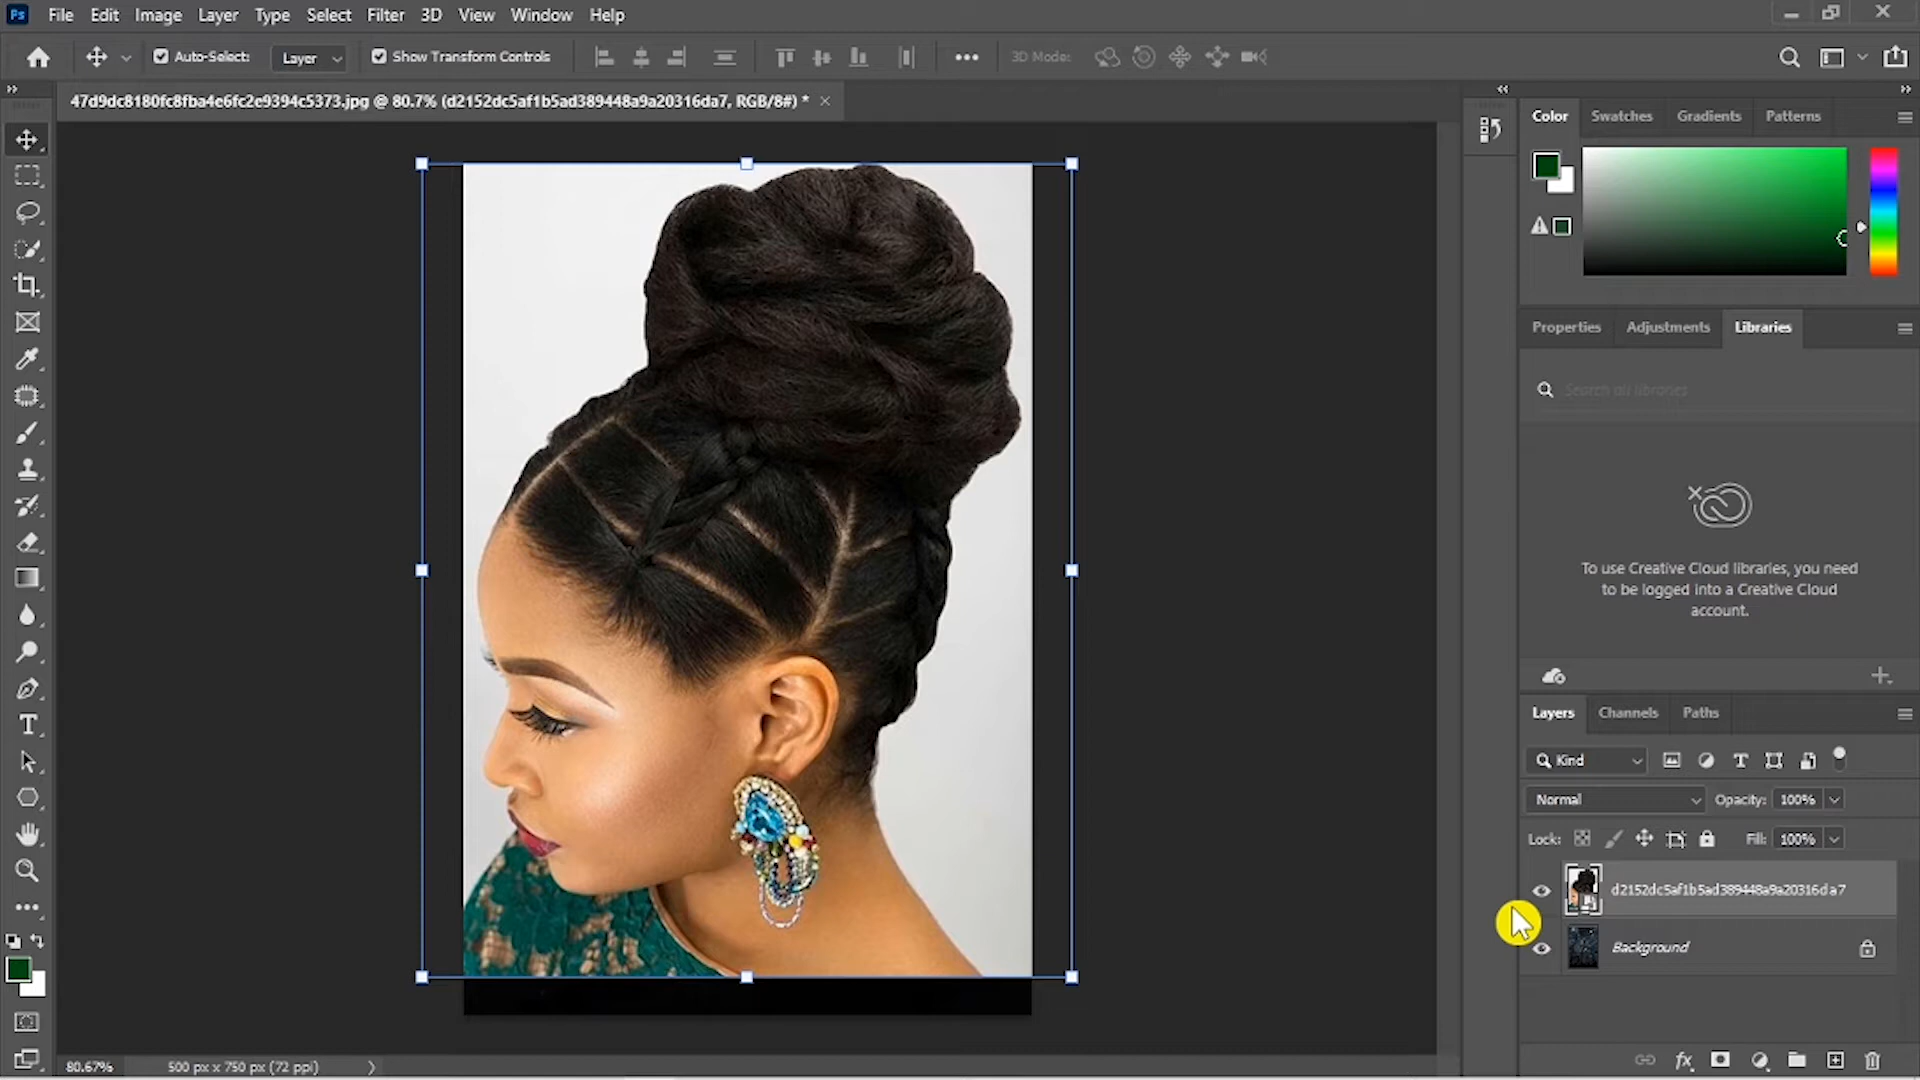 Ps File Edit Image Layer Type Select Filter 3D View Window Help
Auto-Select: Layer Show Transform Controls 3D Mode:
47d9dc8180fc8fba4e6fc2e9394c5373.jpg @ 80.7% (d2152dc5af1b5ad389448a9a20316da7, RGB/8#) *
Color Swatches Gradients Patterns
Properties Adjustments Libraries
Search all libraries
To use Creative Cloud libraries, you need
to be logged into a Creative Cloud
account.
Layers Channels Paths
Kind
Normal Opacity: 100%
Lock: Fill: 100%
d2152dc5af1b5ad389448a9a20316da7
Background
80.67% 500 px x 750 px (72 ppi)